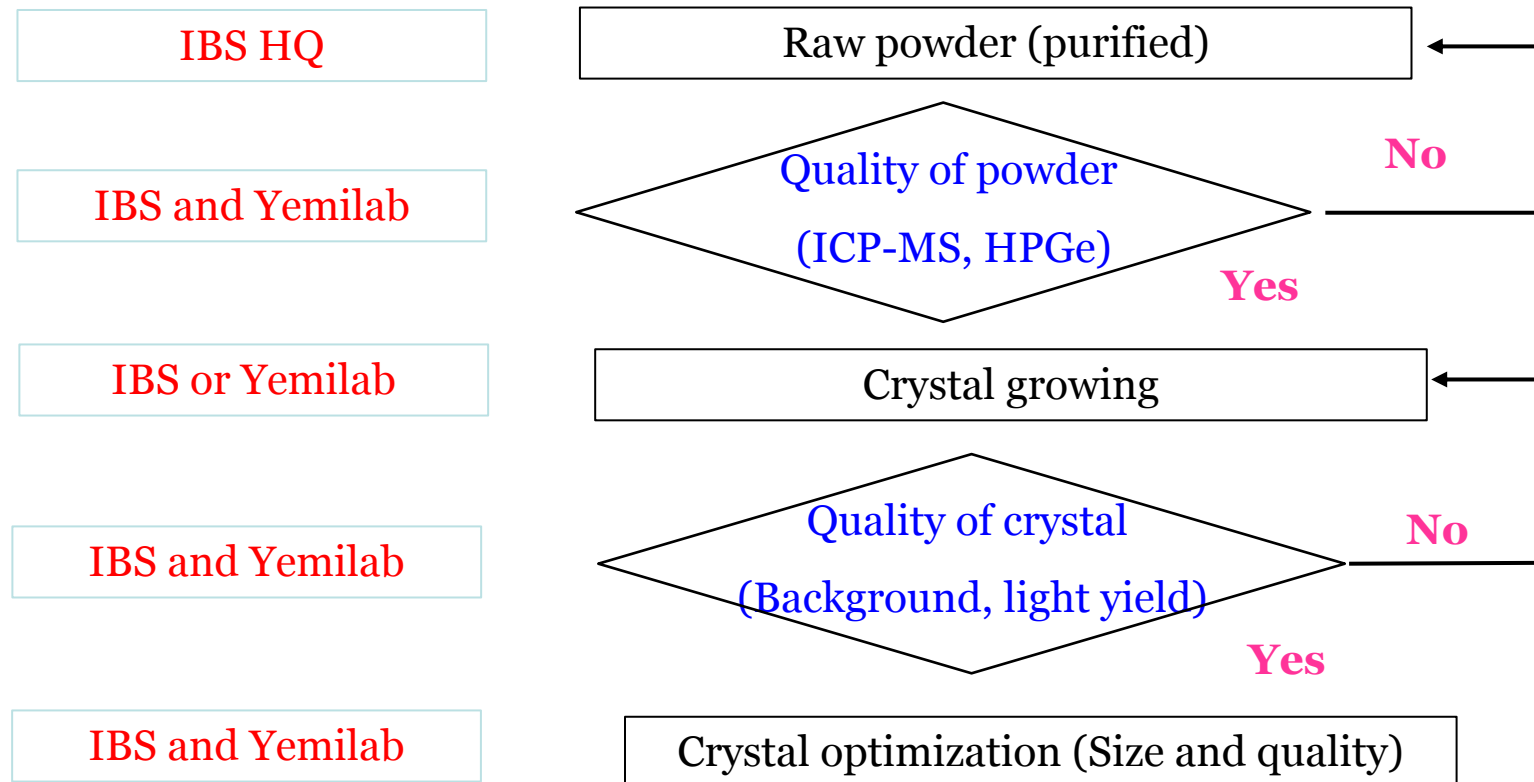 IBS HQ
Raw powder (purified)
IBS and Yemilab
Quality of powder
(ICP-MS, HPGe)
No
Yes
IBS or Yemilab
Crystal growing
IBS and Yemilab
Quality of crystal
(Background, light yield)
No
Yes
IBS and Yemilab
Crystal optimization (Size and quality)